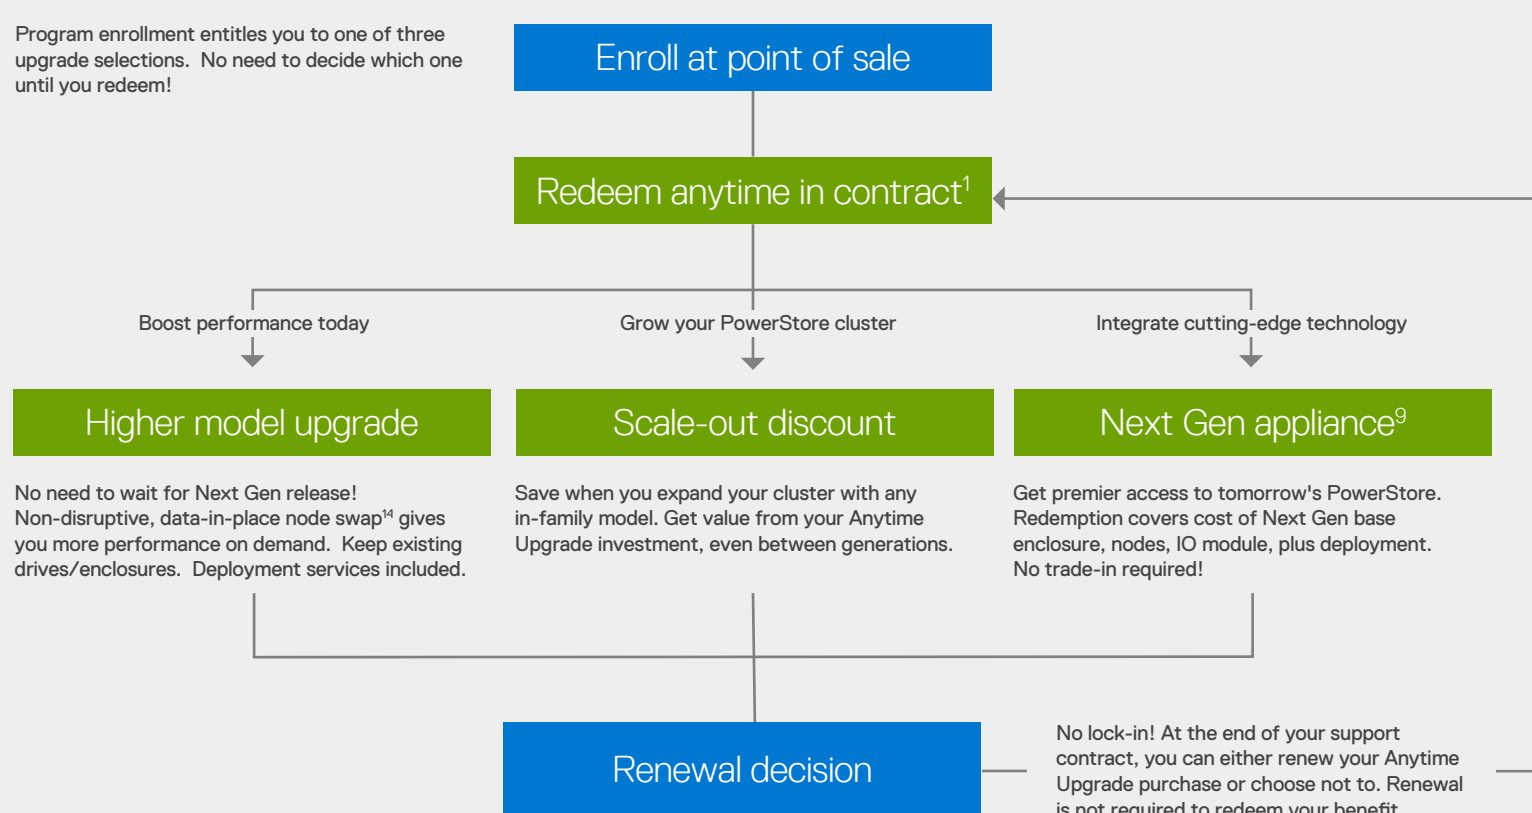 Program enrollment entitles you to one of three
upgrade selections.  No need to decide which one
until you redeem!
Enroll at point of sale
Redeem anytime in contract¹
Boost performance today
Grow your PowerStore cluster
Integrate cutting-edge technology
Higher model upgrade
Scale-out discount
Next Gen appliance⁹
No need to wait for Next Gen release!
Non-disruptive, data-in-place node swap¹⁴ gives
you more performance on demand.  Keep existing
drives/enclosures.  Deployment services included.
Save when you expand your cluster with any
in-family model. Get value from your Anytime
Upgrade investment, even between generations.
Get premier access to tomorrow's PowerStore.
Redemption covers cost of Next Gen base
enclosure, nodes, IO module, plus deployment.
No trade-in required!
Renewal decision
No lock-in! At the end of your support
contract, you can either renew your Anytime
Upgrade purchase or choose not to. Renewal
is not required to redeem your benefit